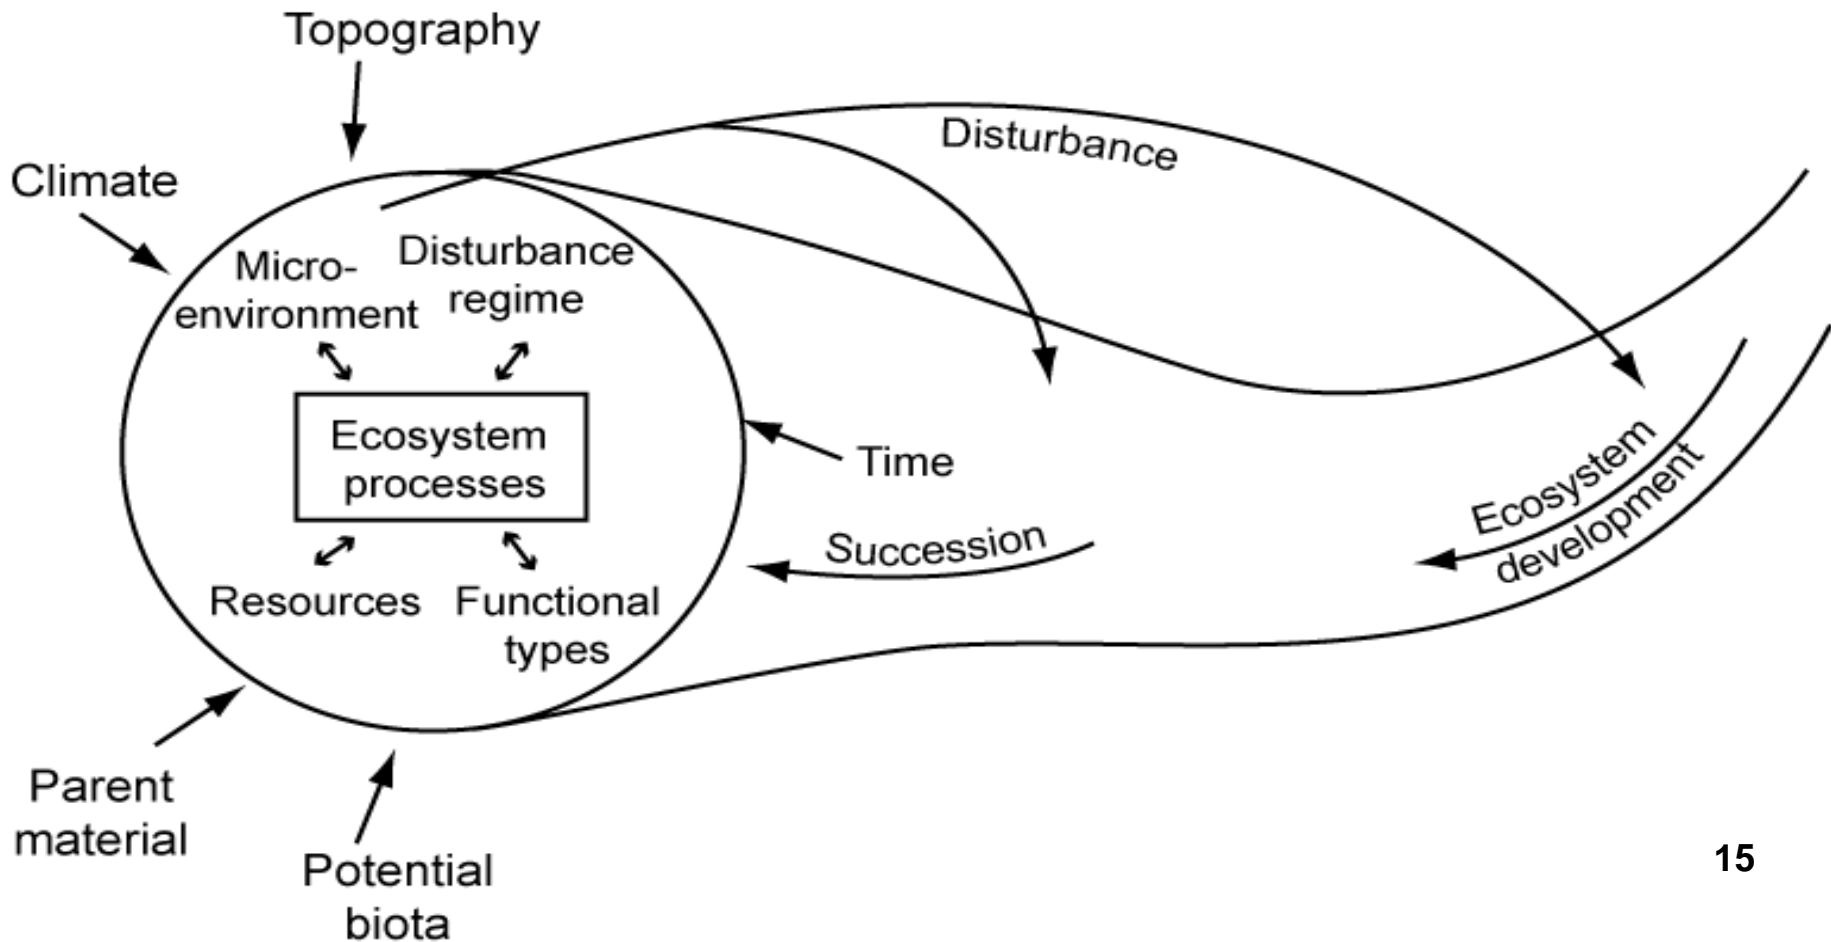 Topography
Disturbance
Climate
Micro-
environment
Disturbance
regime
Ecosystem
processes
Time
Succession
Ecosystem
development
Resources
Functional
types
Parent
material
Potential
biota
15